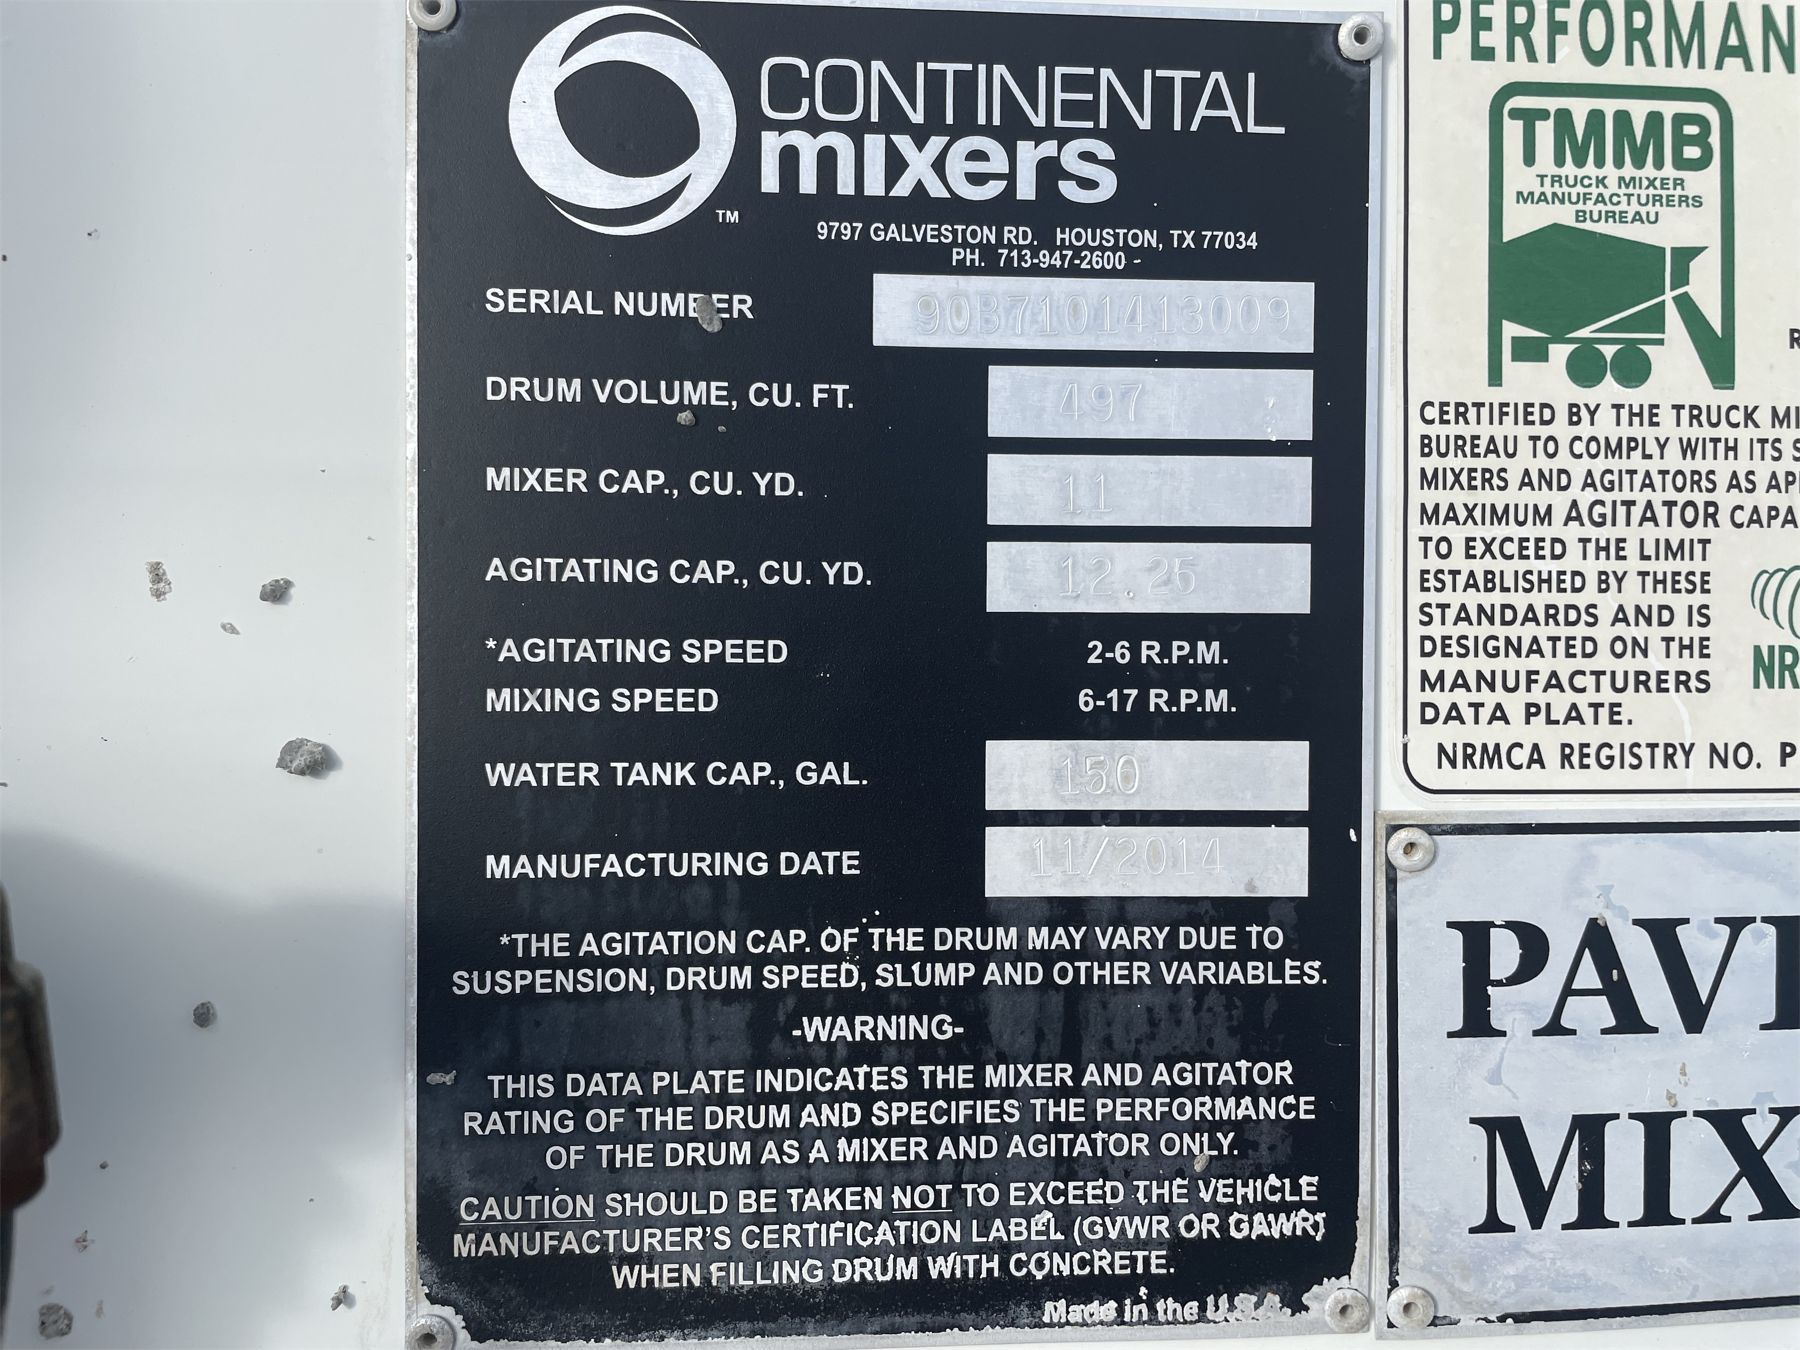 CONTINENTAL
mixers
TM
9797 GALVESTON RD. HOUSTON, TX 77034
PH. 713-947-2600
SERIAL NUMBER 90B7101413009
DRUM VOLUME, CU. FT. 497
MIXER CAP., CU. YD. 11
AGITATING CAP., CU. YD. 12.25
*AGITATING SPEED 2-6 R.P.M.
MIXING SPEED 6-17 R.P.M.
WATER TANK CAP., GAL. 150
MANUFACTURING DATE 11/2014
*THE AGITATION CAP. OF THE DRUM MAY VARY DUE TO
SUSPENSION, DRUM SPEED, SLUMP AND OTHER VARIABLES.
-WARNING-
THIS DATA PLATE INDICATES THE MIXER AND AGITATOR
RATING OF THE DRUM AND SPECIFIES THE PERFORMANCE
OF THE DRUM AS A MIXER AND AGITATOR ONLY.
CAUTION SHOULD BE TAKEN NOT TO EXCEED THE VEHICLE
MANUFACTURER'S CERTIFICATION LABEL (GVWR OR GAWR)
WHEN FILLING DRUM WITH CONCRETE.
Made in the U.S.A.
PERFORMAN
TMMB
TRUCK MIXER
MANUFACTURERS
BUREAU
R
CERTIFIED BY THE TRUCK MI
BUREAU TO COMPLY WITH ITS S
MIXERS AND AGITATORS AS AP
MAXIMUM AGITATOR CAPA
TO EXCEED THE LIMIT
ESTABLISHED BY THESE
STANDARDS AND IS
DESIGNATED ON THE
MANUFACTURERS
DATA PLATE.
NR
NRMCA REGISTRY NO. P
PAV
MIX